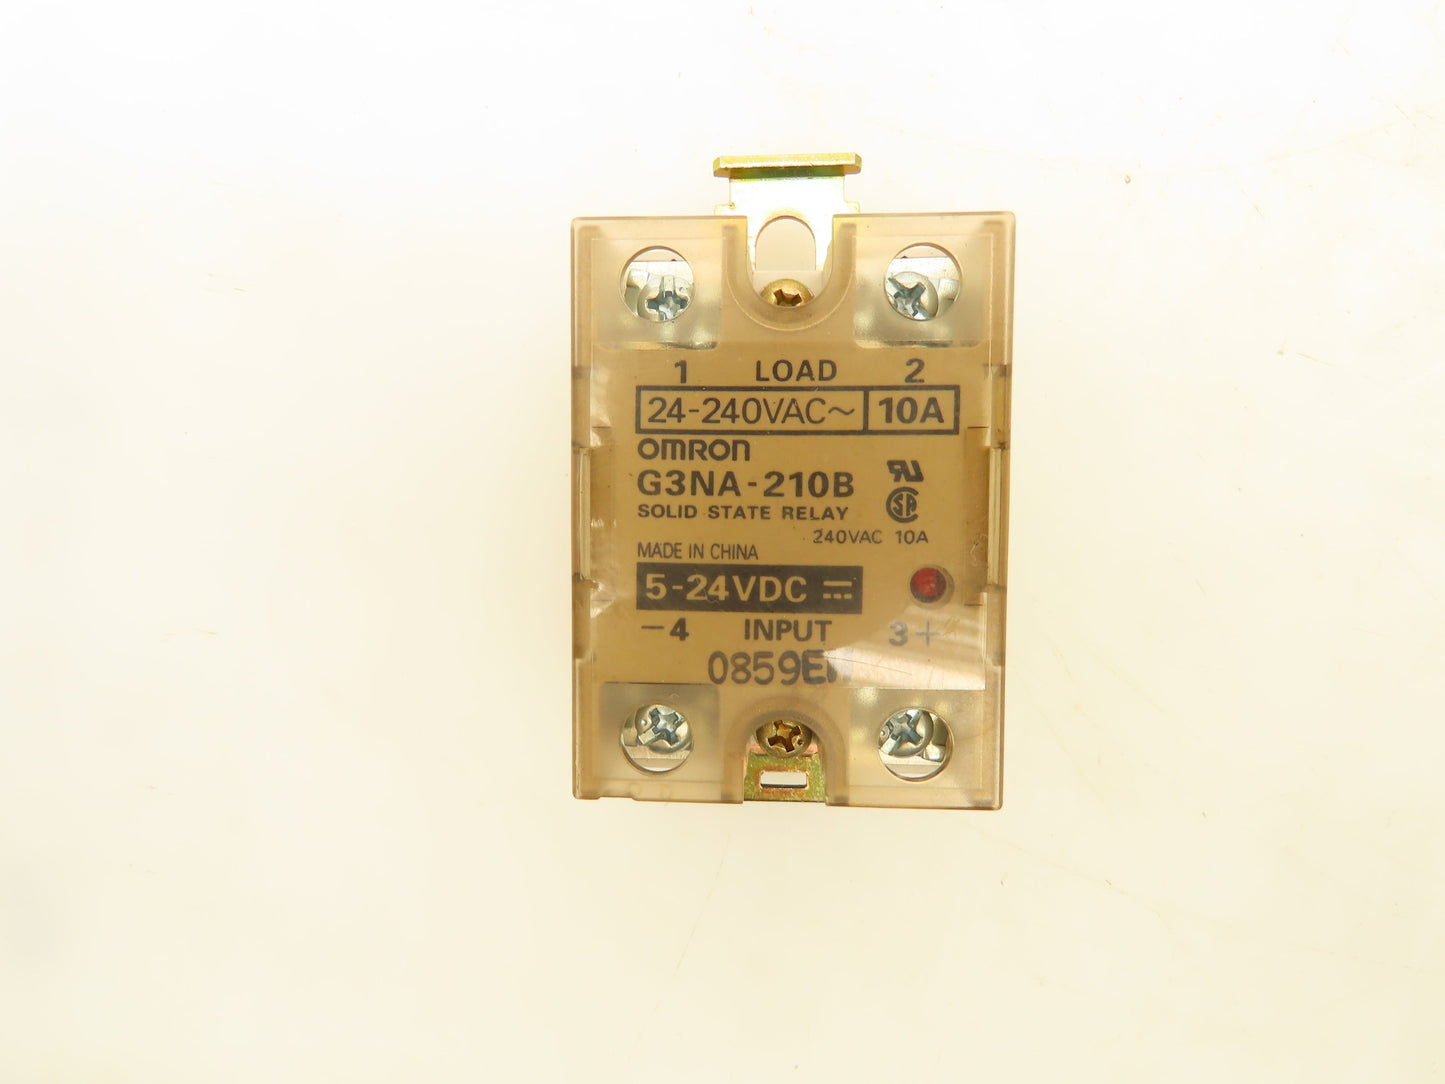 1 LOAD 2
24-240VAC~ 10A
OMRON
G3NA-210B
SOLID STATE RELAY
240VAC 10A
MADE IN CHINA
5-24VDC
-4 INPUT 3+